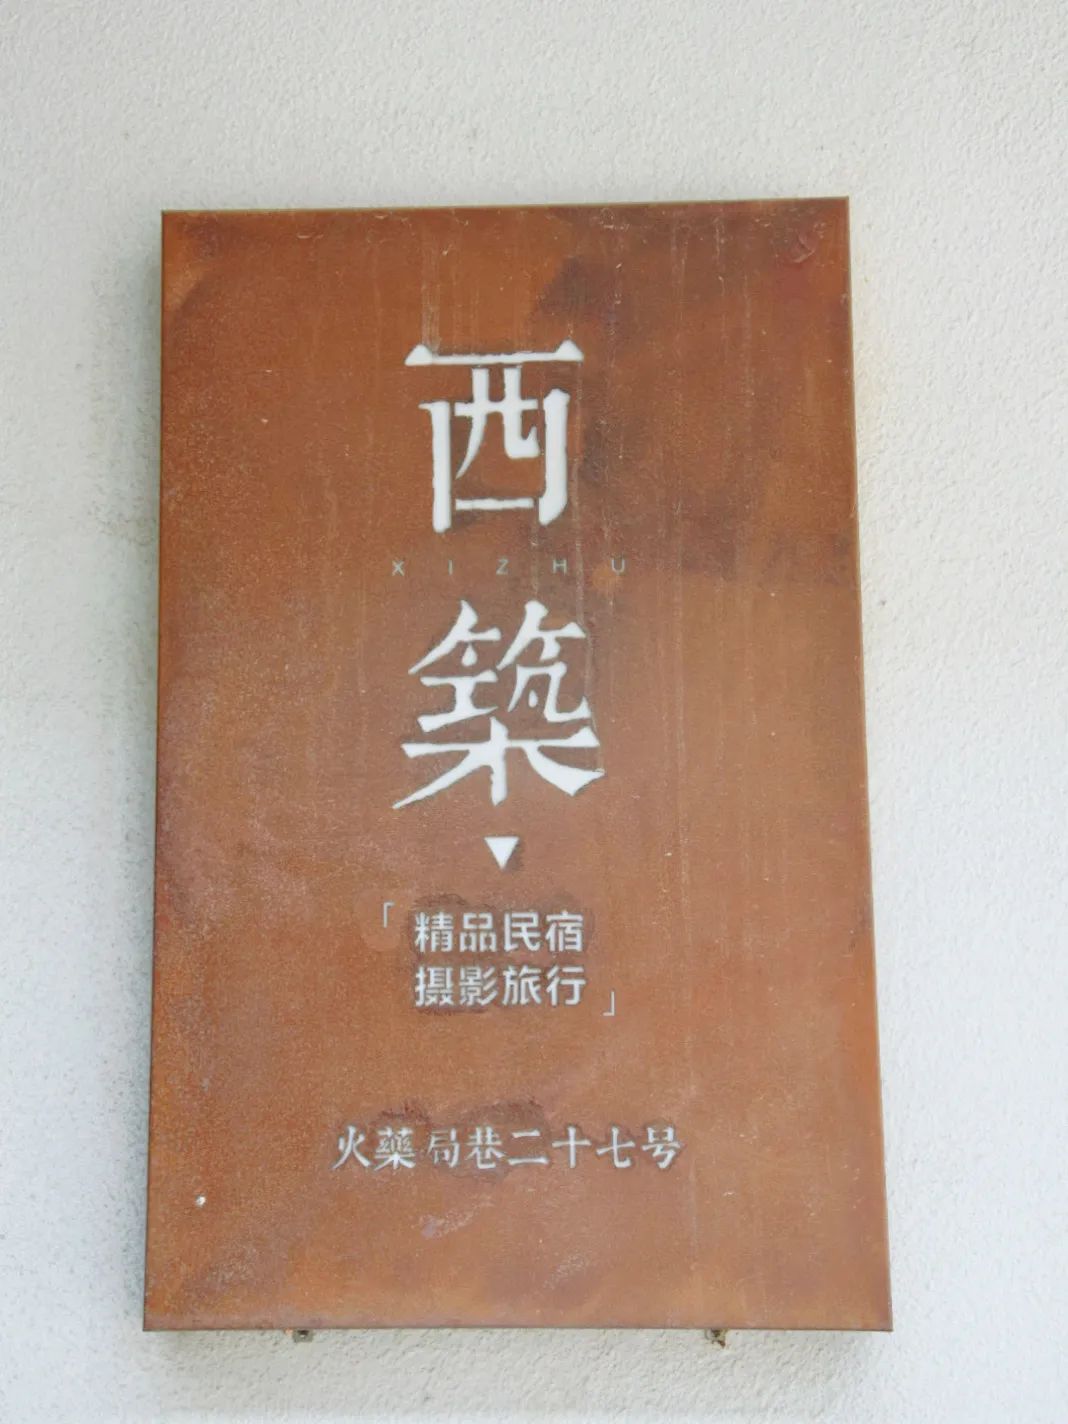 西
XIZHU
築
「精品民宿
摄影旅行」
火藥局巷二十七号